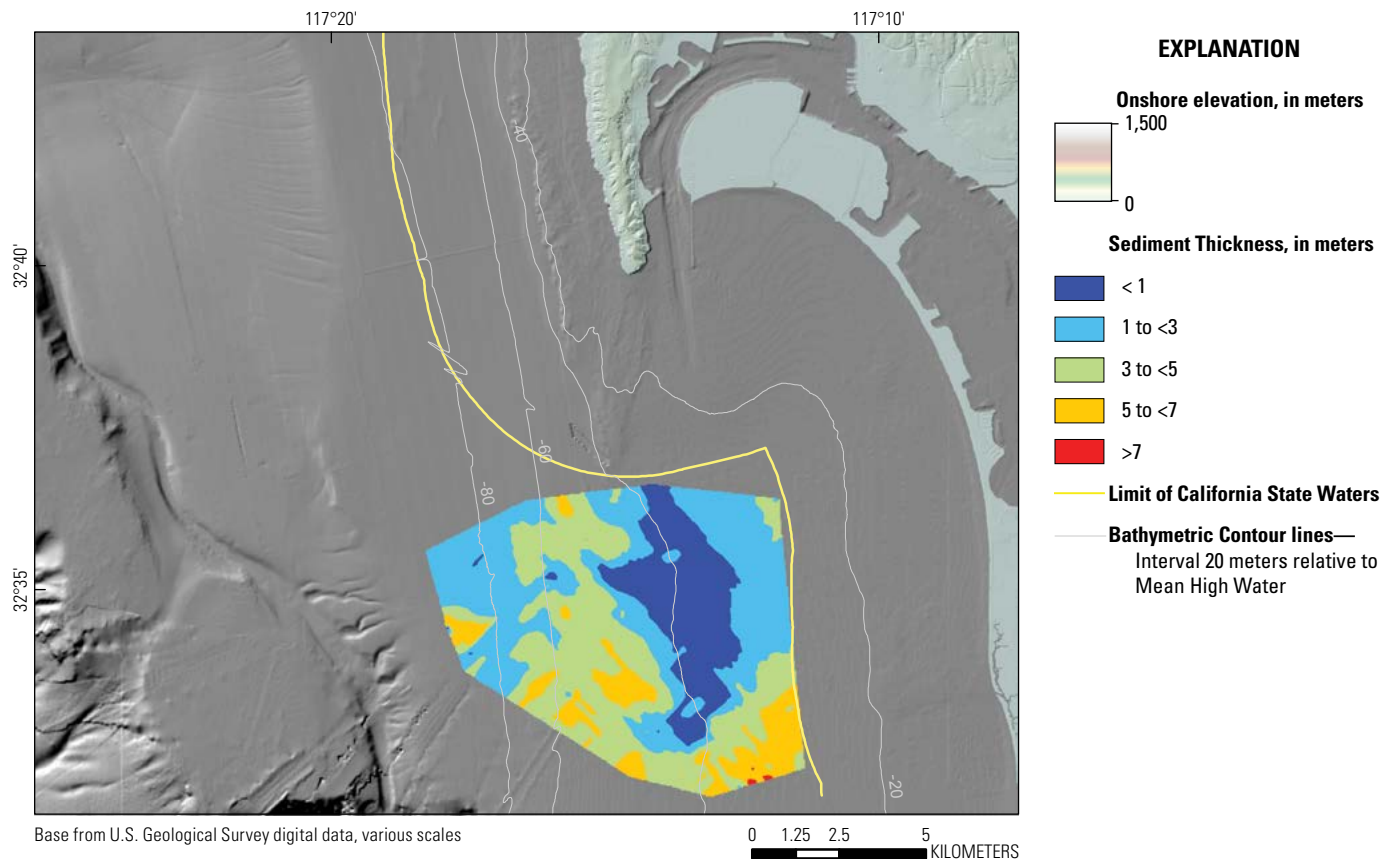 117°20'
117°10'
32°40'
32°35'
-40
-60
-80
-20
EXPLANATION
Onshore elevation, in meters
1,500
0
Sediment Thickness, in meters
< 1
1 to <3
3 to <5
5 to <7
>7
Limit of California State Waters
Bathymetric Contour lines—
Interval 20 meters relative to
Mean High Water
Base from U.S. Geological Survey digital data, various scales
0 1.25 2.5 5
KILOMETERS